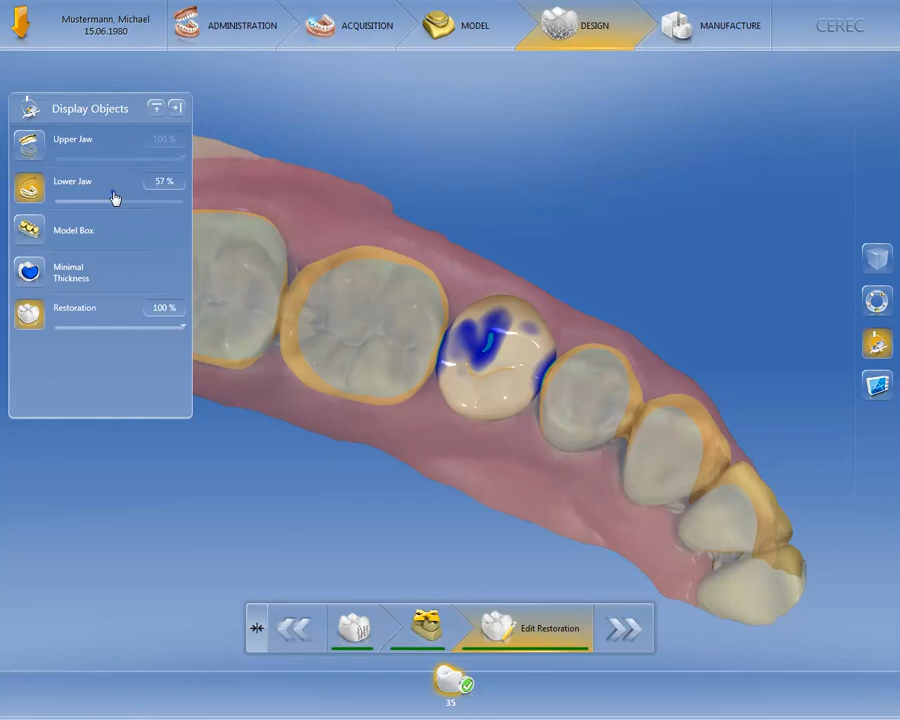 Mustermann, Michael
15.06.1980
ADMINISTRATION
ACQUISITION
MODEL
DESIGN
MANUFACTURE
CEREC
Display Objects
Upper Jaw
100 %
Lower Jaw
57 %
Model Box
Minimal
Thickness
Restoration
100 %
Edit Restoration
35